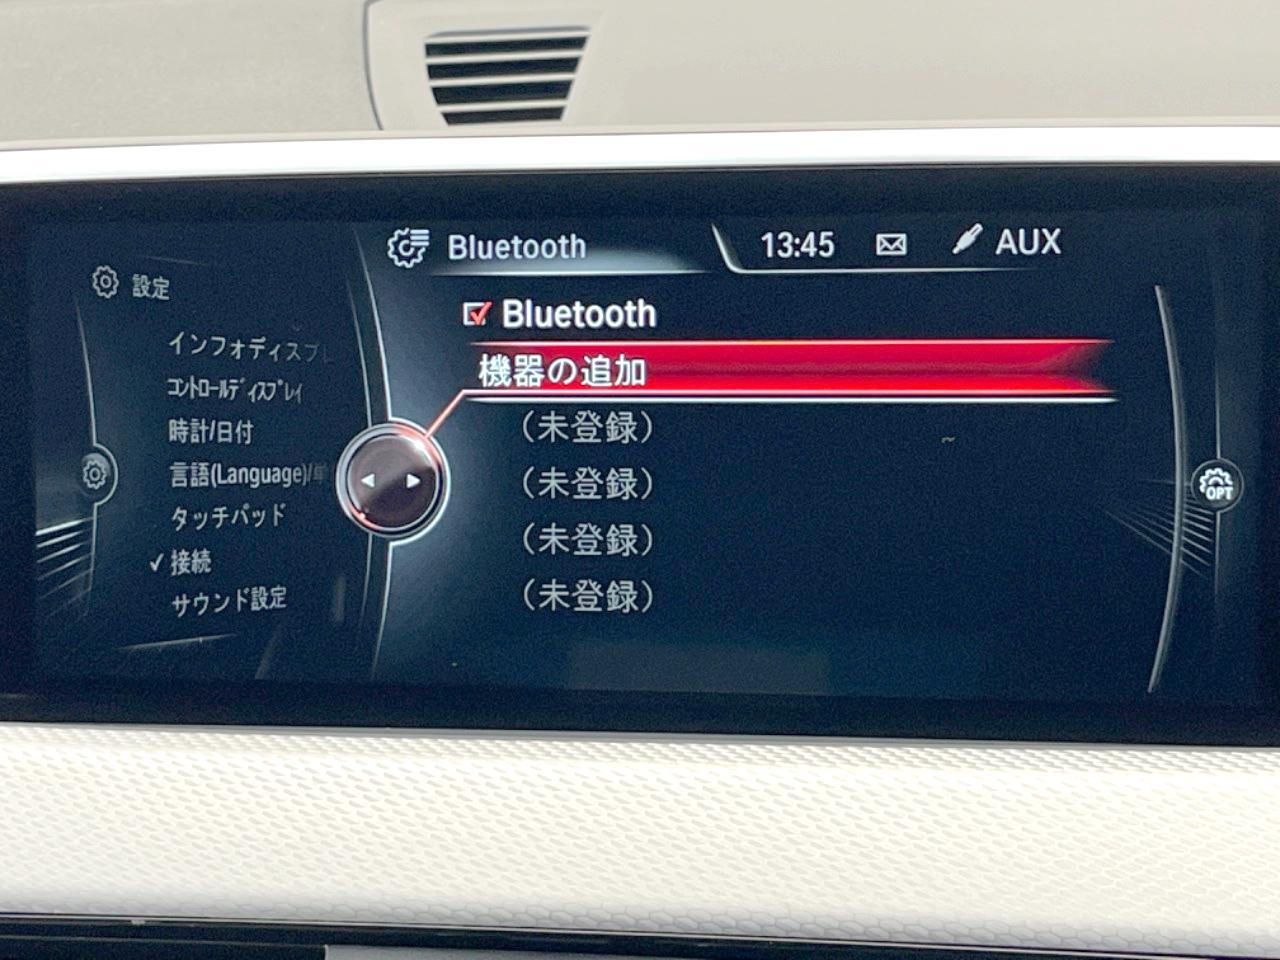 Bluetooth
13:45
AUX
設定
インフォディスプレ
コントロールディスプレイ
時計/日付
言語(Language)/単
タッチパッド
✓ 接続
サウンド設定
Bluetooth
機器の追加
(未登録)
(未登録)
(未登録)
(未登録)
OPT